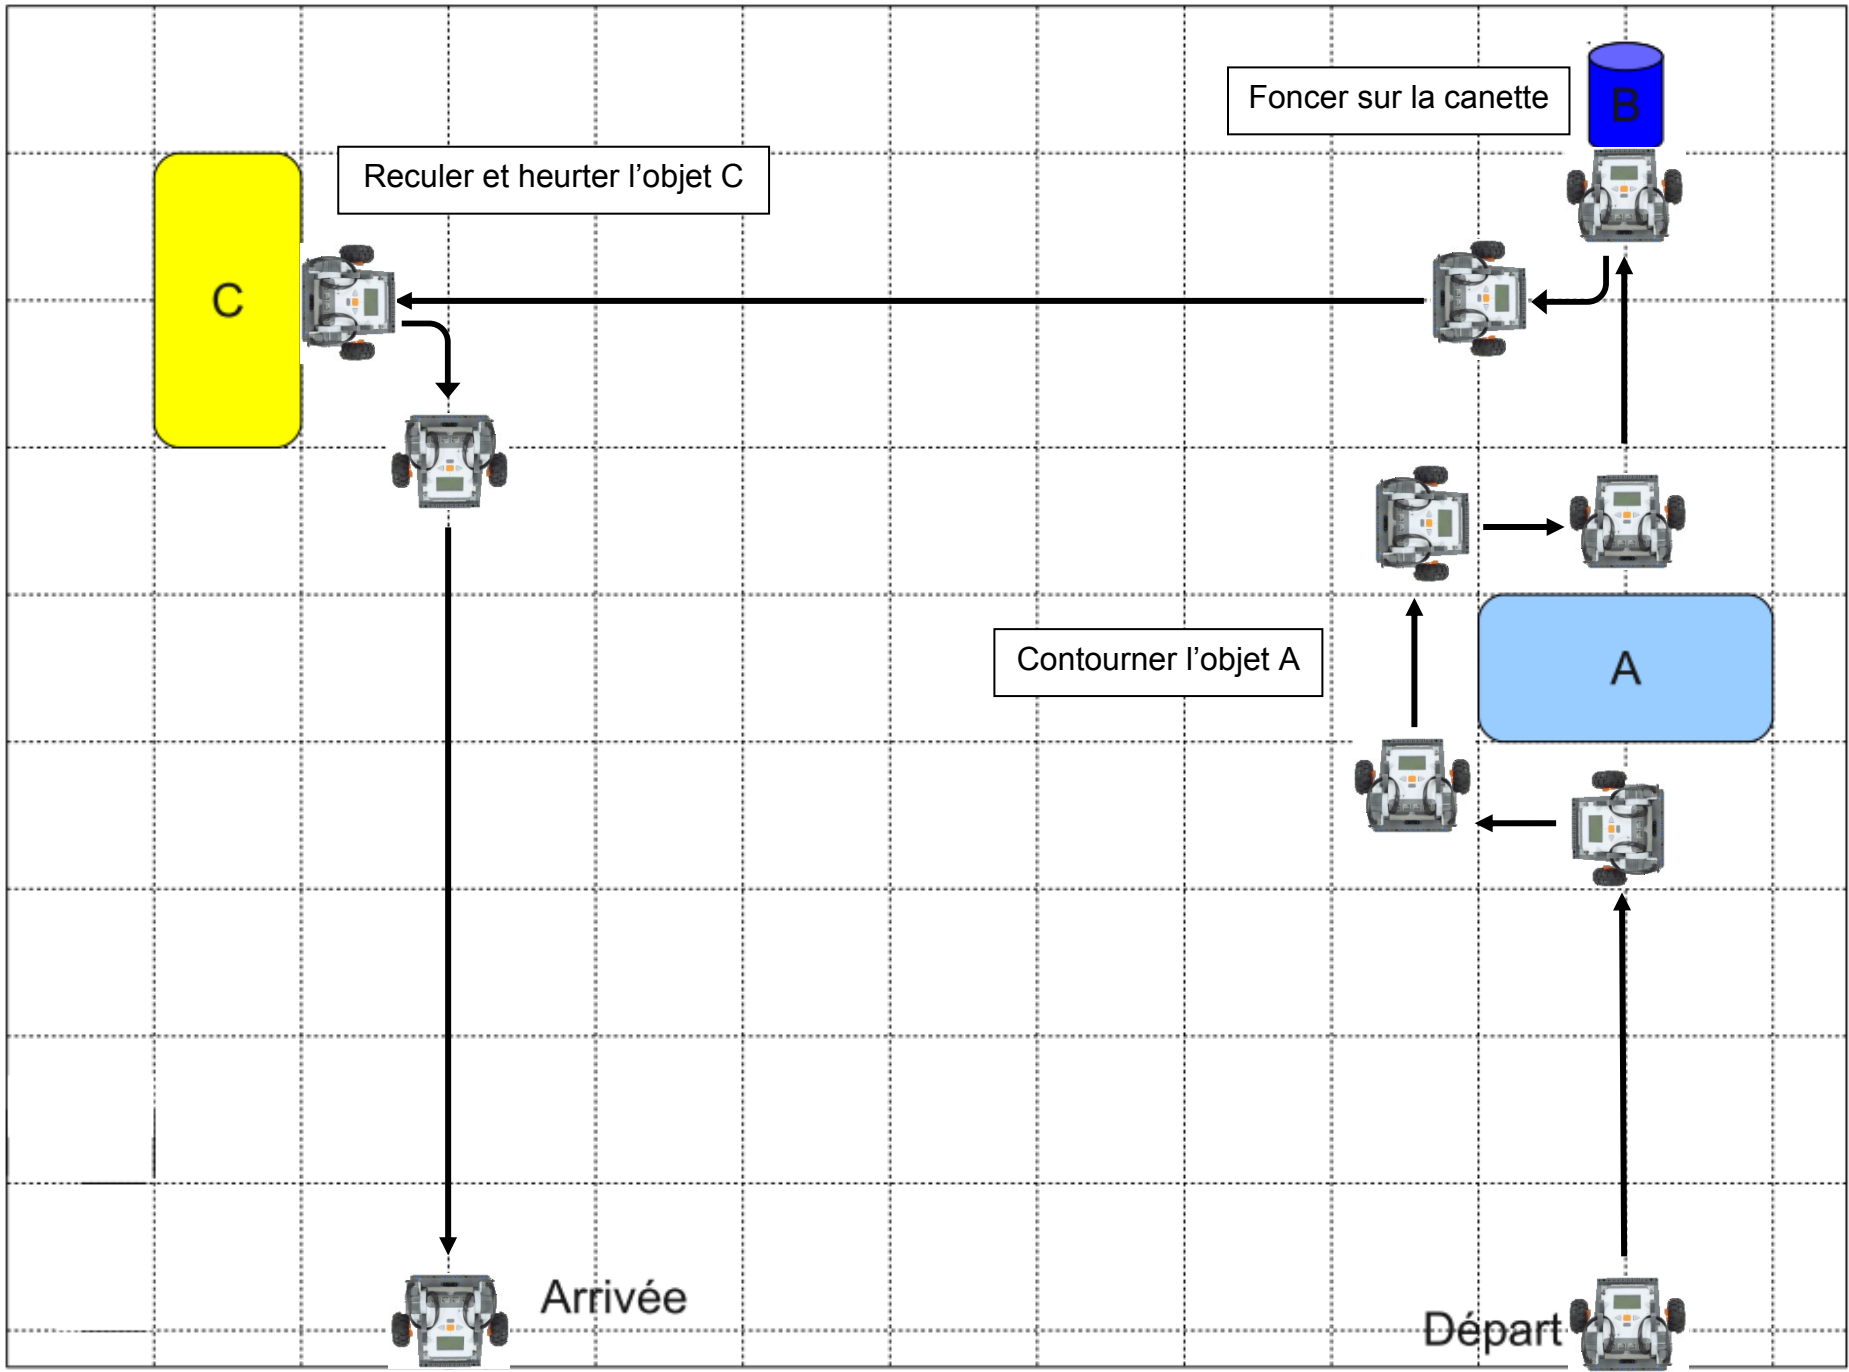 Foncer sur la canette
B
Reculer et heurter l’objet C
C
Contourner l’objet A
A
Arrivée
Départ